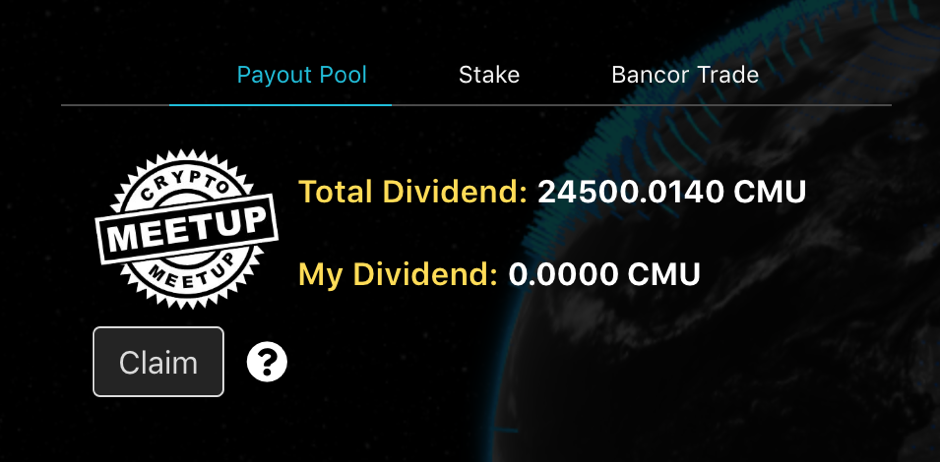 Payout Pool Stake Bancor Trade
CRYPTO
MEETUP
MEETUP
Total Dividend: 24500.0140 CMU
My Dividend: 0.0000 CMU
Claim ?